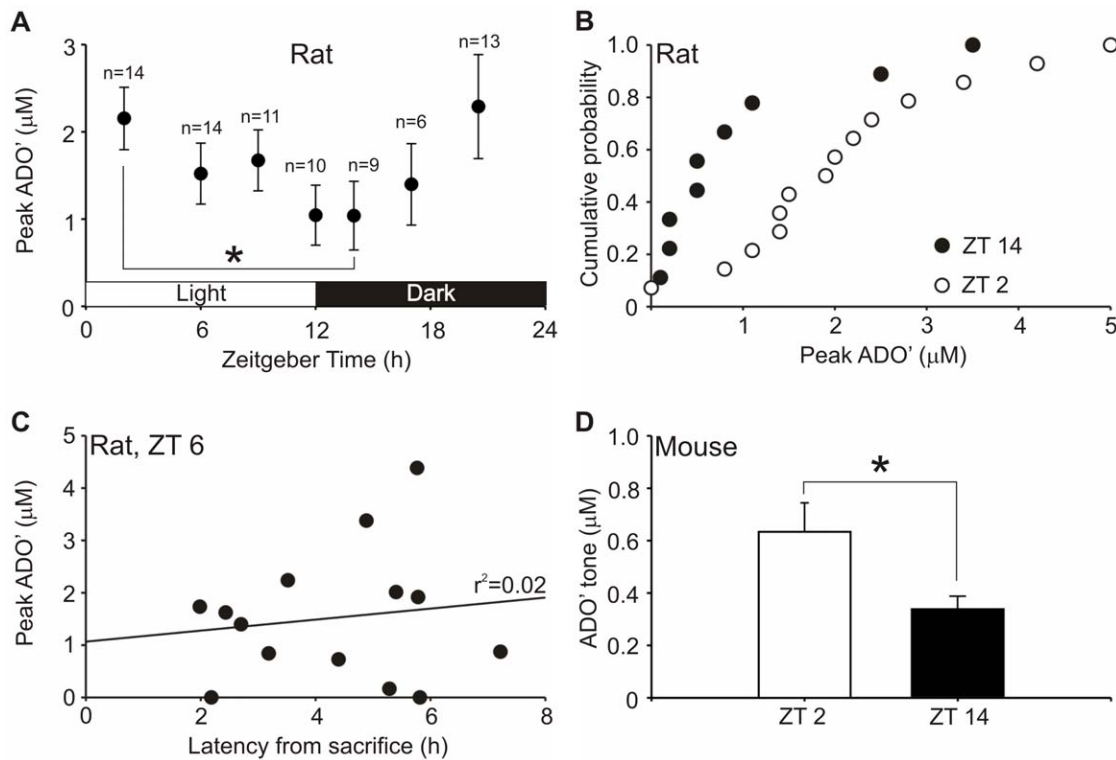 A
Rat
Peak ADO' (μM)
3
2
1
0
n=14
n=14
n=11
n=10
n=9
n=6
n=13
*
Light
Dark
0
6
12
18
24
Zeitgeber Time (h)
B
Rat
Cumulative probability
1.0
0.8
0.6
0.4
0.2
0
ZT 14
ZT 2
1
2
3
4
5
Peak ADO' (μM)
C
Rat, ZT 6
Peak ADO' (μM)
5
4
3
2
1
0
r²=0.02
0
2
4
6
8
Latency from sacrifice (h)
D
Mouse
ADO' tone (μM)
1.0
0.8
0.6
0.4
0.2
0
*
ZT 2
ZT 14